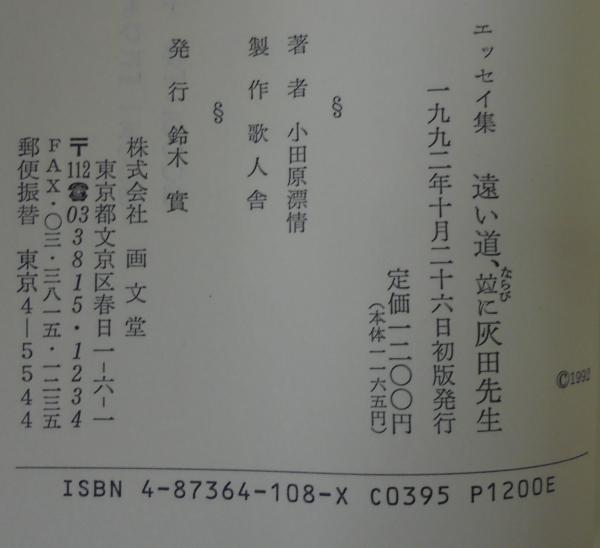 エッセイ集 遠い道、竝に灰田先生
ならび
一九九二年十月二十六日初版発行
定価一二〇〇円
(本体一一六五円)
§
著者 小田原漂情
製作 歌人舎
§
発行 鈴木實
株式会社 画文堂
東京都文京区春日一-六-一
〒112☎03 3815・1234
FAX・〇三・三八一五・一二三五
郵便振替 東京4-5544
©1992
ISBN 4-87364-108-X C0395 P1200E